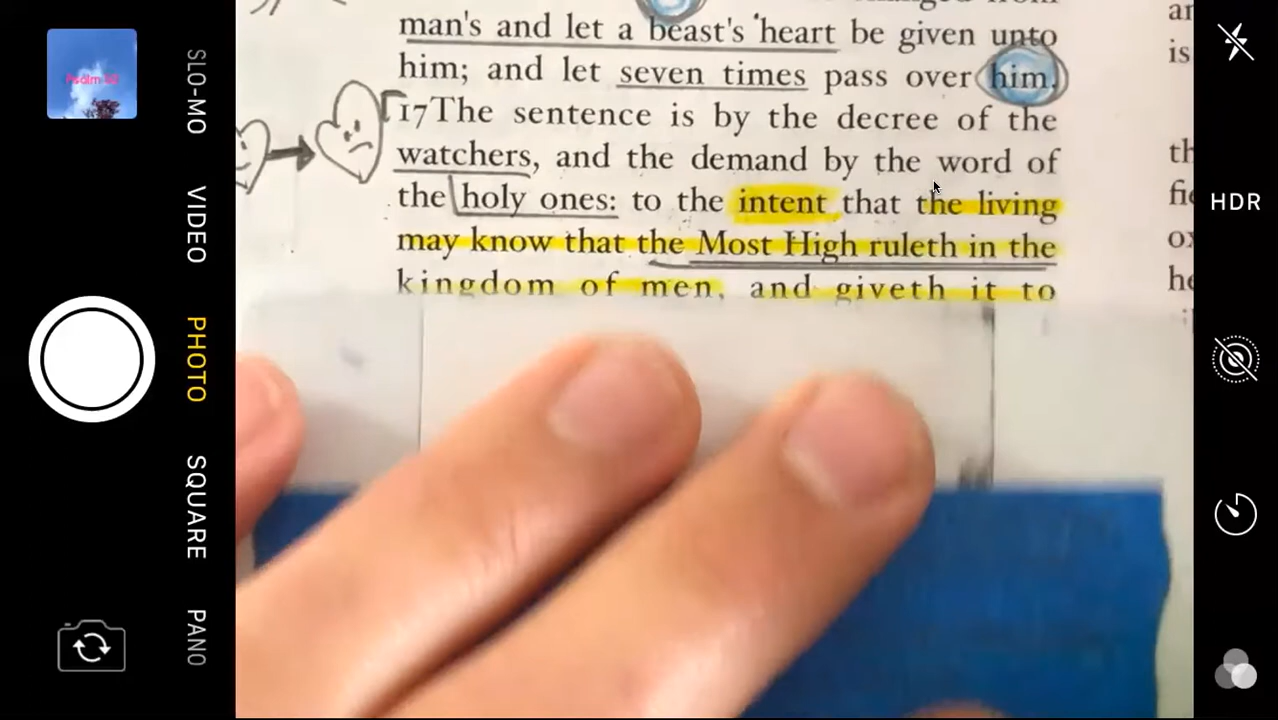 man's and let a beast's heart be given unto
him; and let seven times pass over him.
17The sentence is by the decree of the
watchers, and the demand by the word of
the holy ones: to the intent that the living
may know that the Most High ruleth in the
kingdom of men, and giveth it to
SLO-MO
VIDEO
PHOTO
SQUARE
PANO
HDR